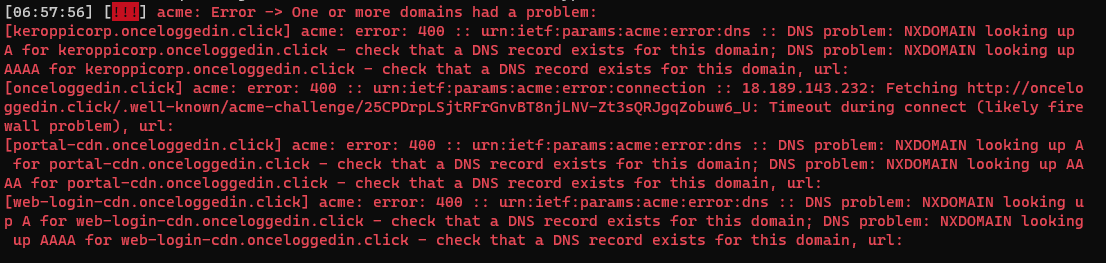 [06:57:56] [!!!] acme: Error -> One or more domains had a problem:
[keroppicorp.onceloggedin.click] acme: error: 400 :: urn:ietf:params:acme:error:dns :: DNS problem: NXDOMAIN looking up
A for keroppicorp.onceloggedin.click - check that a DNS record exists for this domain; DNS problem: NXDOMAIN looking up
AAAA for keroppicorp.onceloggedin.click - check that a DNS record exists for this domain, url:
[onceloggedin.click] acme: error: 400 :: urn:ietf:params:acme:error:connection :: 18.189.143.232: Fetching http://oncelo
ggedin.click/.well-known/acme-challenge/25CPDrpLSjtRFrGnvBT8njLNV-Zt3sQRJgqZobuw6_U: Timeout during connect (likely fire
wall problem), url:
[portal-cdn.onceloggedin.click] acme: error: 400 :: urn:ietf:params:acme:error:dns :: DNS problem: NXDOMAIN looking up A
for portal-cdn.onceloggedin.click - check that a DNS record exists for this domain; DNS problem: NXDOMAIN looking up AA
AA for portal-cdn.onceloggedin.click - check that a DNS record exists for this domain, url:
[web-login-cdn.onceloggedin.click] acme: error: 400 :: urn:ietf:params:acme:error:dns :: DNS problem: NXDOMAIN looking u
p A for web-login-cdn.onceloggedin.click - check that a DNS record exists for this domain; DNS problem: NXDOMAIN looking
up AAAA for web-login-cdn.onceloggedin.click - check that a DNS record exists for this domain, url: